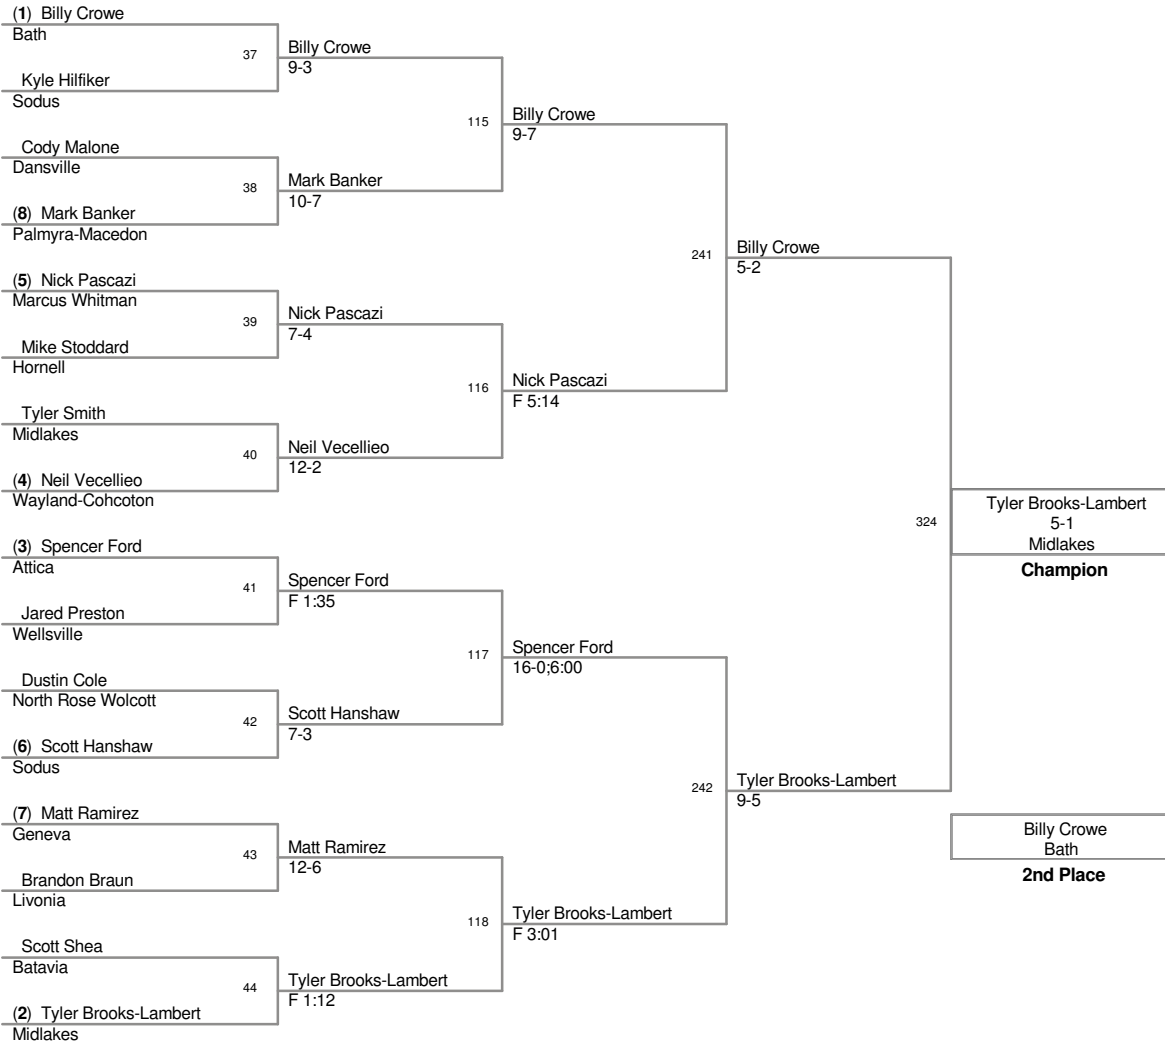 (1) Billy Crowe
Bath
37
Kyle Hilfiker
Sodus
Cody Malone
Dansville
38
(8) Mark Banker
Palmyra-Macedon
(5) Nick Pascazi
Marcus Whitman
39
Mike Stoddard
Hornell
Tyler Smith
Midlakes
40
(4) Neil Vecellieo
Wayland-Cohcoton
(3) Spencer Ford
Attica
41
Jared Preston
Wellsville
Dustin Cole
North Rose Wolcott
42
(6) Scott Hanshaw
Sodus
(7) Matt Ramirez
Geneva
43
Brandon Braun
Livonia
Scott Shea
Batavia
44
(2) Tyler Brooks-Lambert
Midlakes
Billy Crowe
9-3
115
Mark Banker
10-7
Nick Pascazi
7-4
116
Neil Vecellieo
12-2
Spencer Ford
F 1:35
117
Scott Hanshaw
7-3
Matt Ramirez
12-6
118
Tyler Brooks-Lambert
F 1:12
Billy Crowe
9-7
241
Nick Pascazi
F 5:14
Spencer Ford
16-0;6:00
242
Tyler Brooks-Lambert
F 3:01
Billy Crowe
5-2
324
Tyler Brooks-Lambert
9-5
Tyler Brooks-Lambert
5-1
Midlakes
Champion
Billy Crowe
Bath
2nd Place